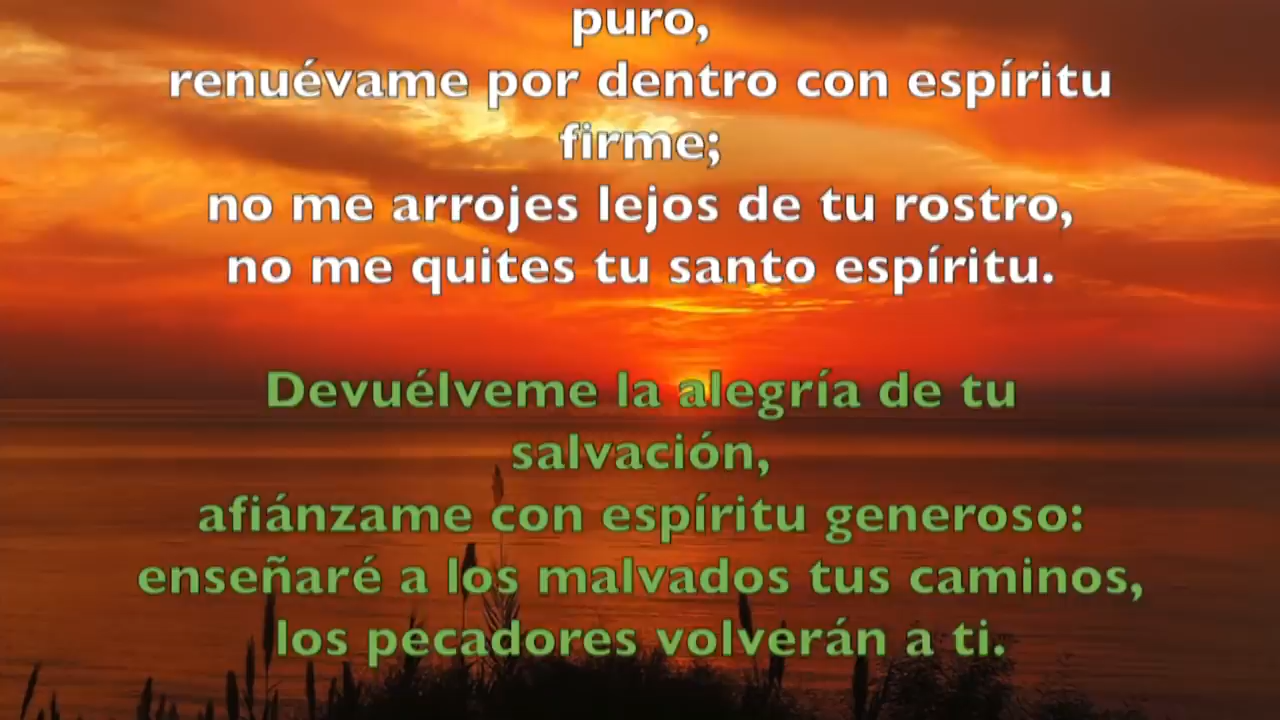 puro,
renuévame por dentro con espíritu
firme;
no me arrojes lejos de tu rostro,
no me quites tu santo espíritu.
Devuélveme la alegría de tu
salvación,
afiánzame con espíritu generoso:
enseñaré a los malvados tus caminos,
los pecadores volverán a ti.